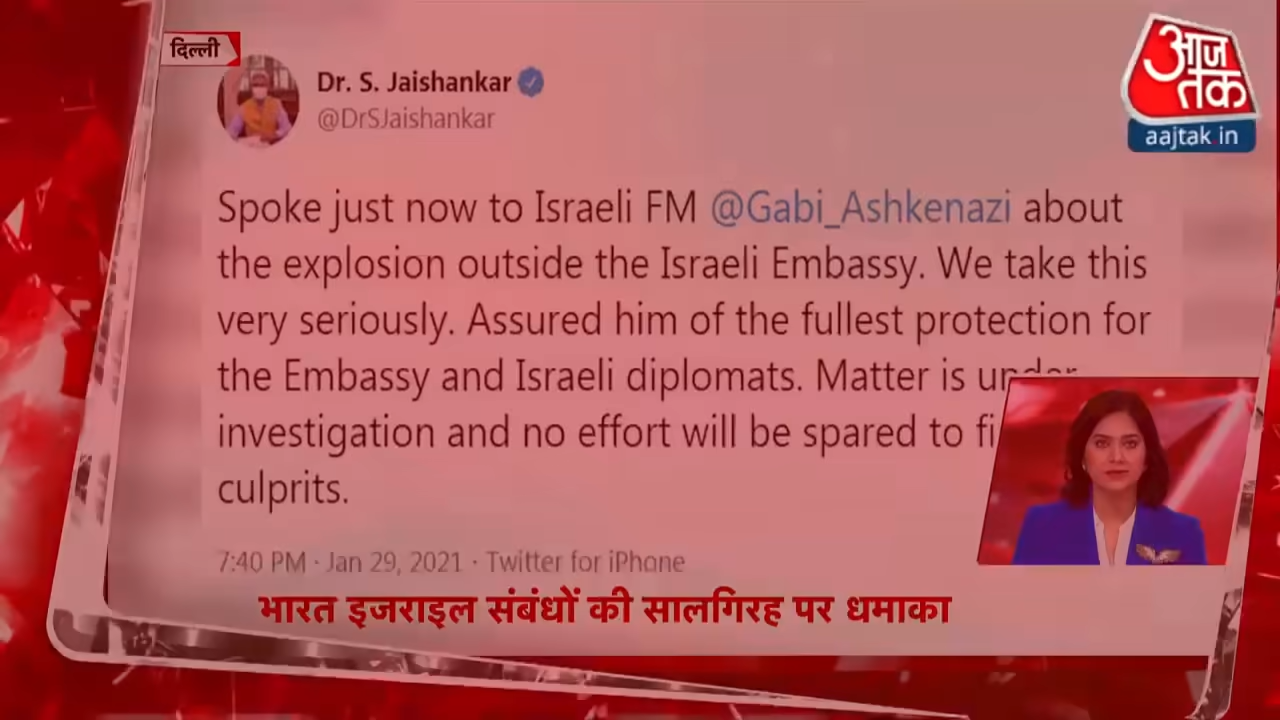 दिल्ली
आज
तक
aajtak.in
Dr. S. Jaishankar
@DrSJaishankar
Spoke just now to Israeli FM @Gabi_Ashkenazi about
the explosion outside the Israeli Embassy. We take this
very seriously. Assured him of the fullest protection for
the Embassy and Israeli diplomats. Matter is under
investigation and no effort will be spared to
culprits.
7:40 PM · Jan 29, 2021 · Twitter for iPhone
भारत इजराइल संबंधों की सालगिरह पर धमाका